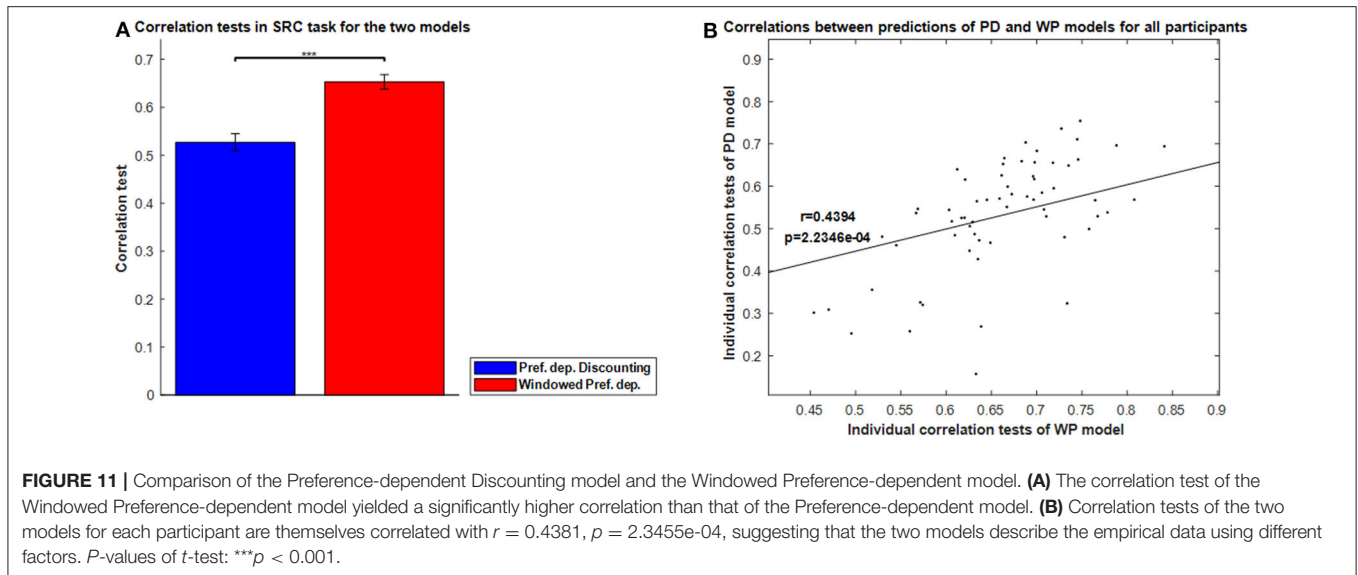 A Correlation tests in SRC task for the two models
Correlation test
0.7
0.6
0.5
0.4
0.3
0.2
0.1
0
***
Pref. dep. Discounting
Windowed Pref. dep.
B Correlations between predictions of PD and WP models for all participants
Individual correlation tests of PD model
0.9
0.8
0.7
0.6
0.5
0.4
0.3
0.2
r=0.4394
p=2.2346e-04
0.45 0.5 0.55 0.6 0.65 0.7 0.75 0.8 0.85 0.9
Individual correlation tests of WP model
FIGURE 11 | Comparison of the Preference-dependent Discounting model and the Windowed Preference-dependent model. (A) The correlation test of the
Windowed Preference-dependent model yielded a significantly higher correlation than that of the Preference-dependent model. (B) Correlation tests of the two
models for each participant are themselves correlated with r = 0.4381, p = 2.3455e-04, suggesting that the two models describe the empirical data using different
factors. P-values of t-test: ***p < 0.001.